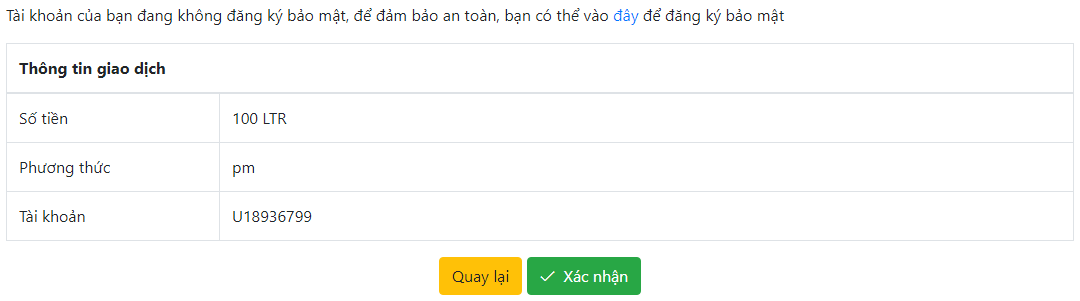 Tài khoản của bạn đang không đăng ký bảo mật, để đảm bảo an toàn, bạn có thể vào đây để đăng ký bảo mật
Thông tin giao dịch
Số tiền 100 LTR
Phương thức pm
Tài khoản U18936799
Quay lại Xác nhận